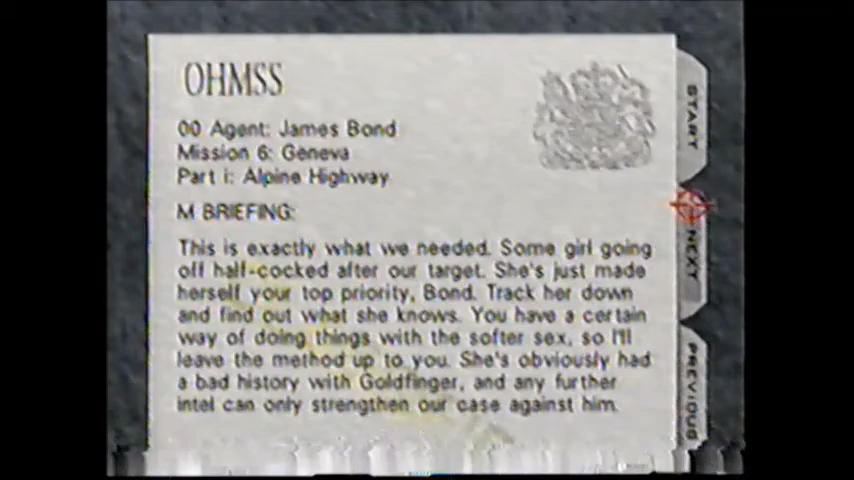 OHMSS
00 Agent: James Bond
Mission 6: Geneva
Part i: Alpine Highway
M BRIEFING:
This is exactly what we needed. Some girl going
off half-cocked after our target. She's just made
herself your top priority, Bond. Track her down
and find out what she knows. You have a certain
way of doing things with the softer sex, so I'll
leave the method up to you. She's obviously had
a bad history with Goldfinger, and any further
intel can only strengthen our case against him.
START
NEXT
PREVIOUS